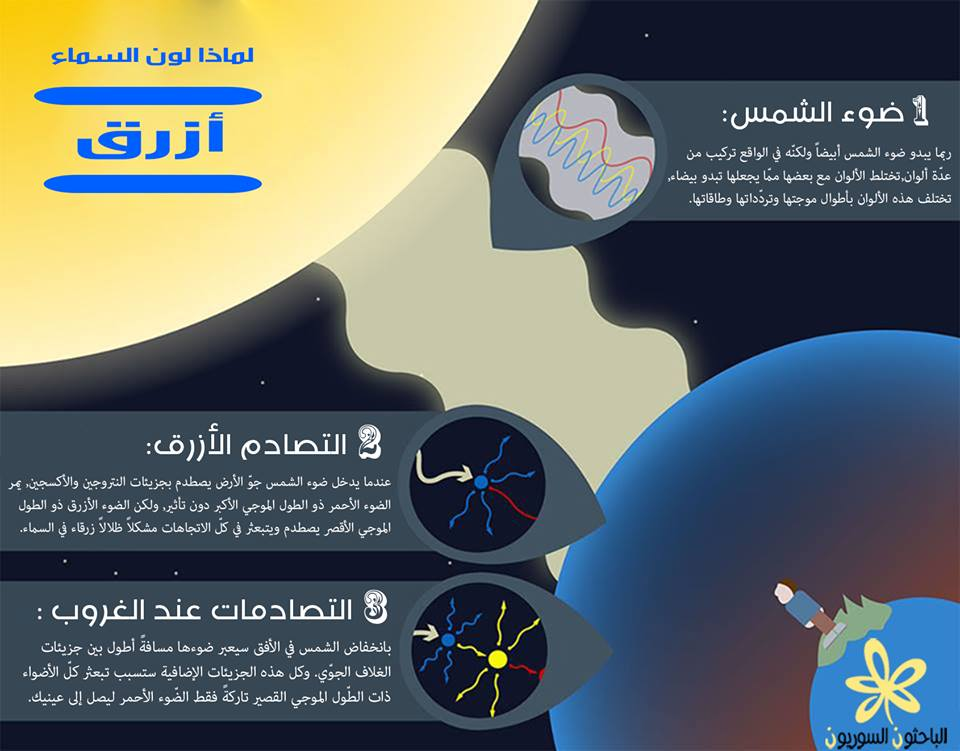 لماذا لون السماء
أزرق
1 ضوء الشمس:
ربما يبدو ضوء الشمس أبيضاً ولكنّه في الواقع تركيب من
عدّة ألوان,تختلط الألوان مع بعضها ممّا يجعلها تبدو بيضاء,
تختلف هذه الألوان بأطوال موجتها وتردّداتها وطاقاتها.
2 التصادم الأزرق:
عندما يدخل ضوء الشمس جوّ الأرض يصطدم بجزيئات النتروجين والأكسجين, يمر
الضوء الأحمر ذو الطول الموجي الأكبر دون تأثير, ولكن الضوء الأزرق ذو الطول
الموجي الأقصر يصطدم ويتبعثر في كلّ الاتجاهات مشكلاً ظلالاً زرقاء في السماء.
3 التصادمات عند الغروب :
بانخفاض الشمس في الأفق سيعبر ضوءها مسافةً أطول بين جزيئات
الغلاف الجوّي. وكل هذه الجزيئات الإضافية ستسبب تبعثر كلّ الأضواء
ذات الطّول الموجي القصير تاركةً فقط الضّوء الأحمر ليصل إلى عينيك.
الباحثون السوريون